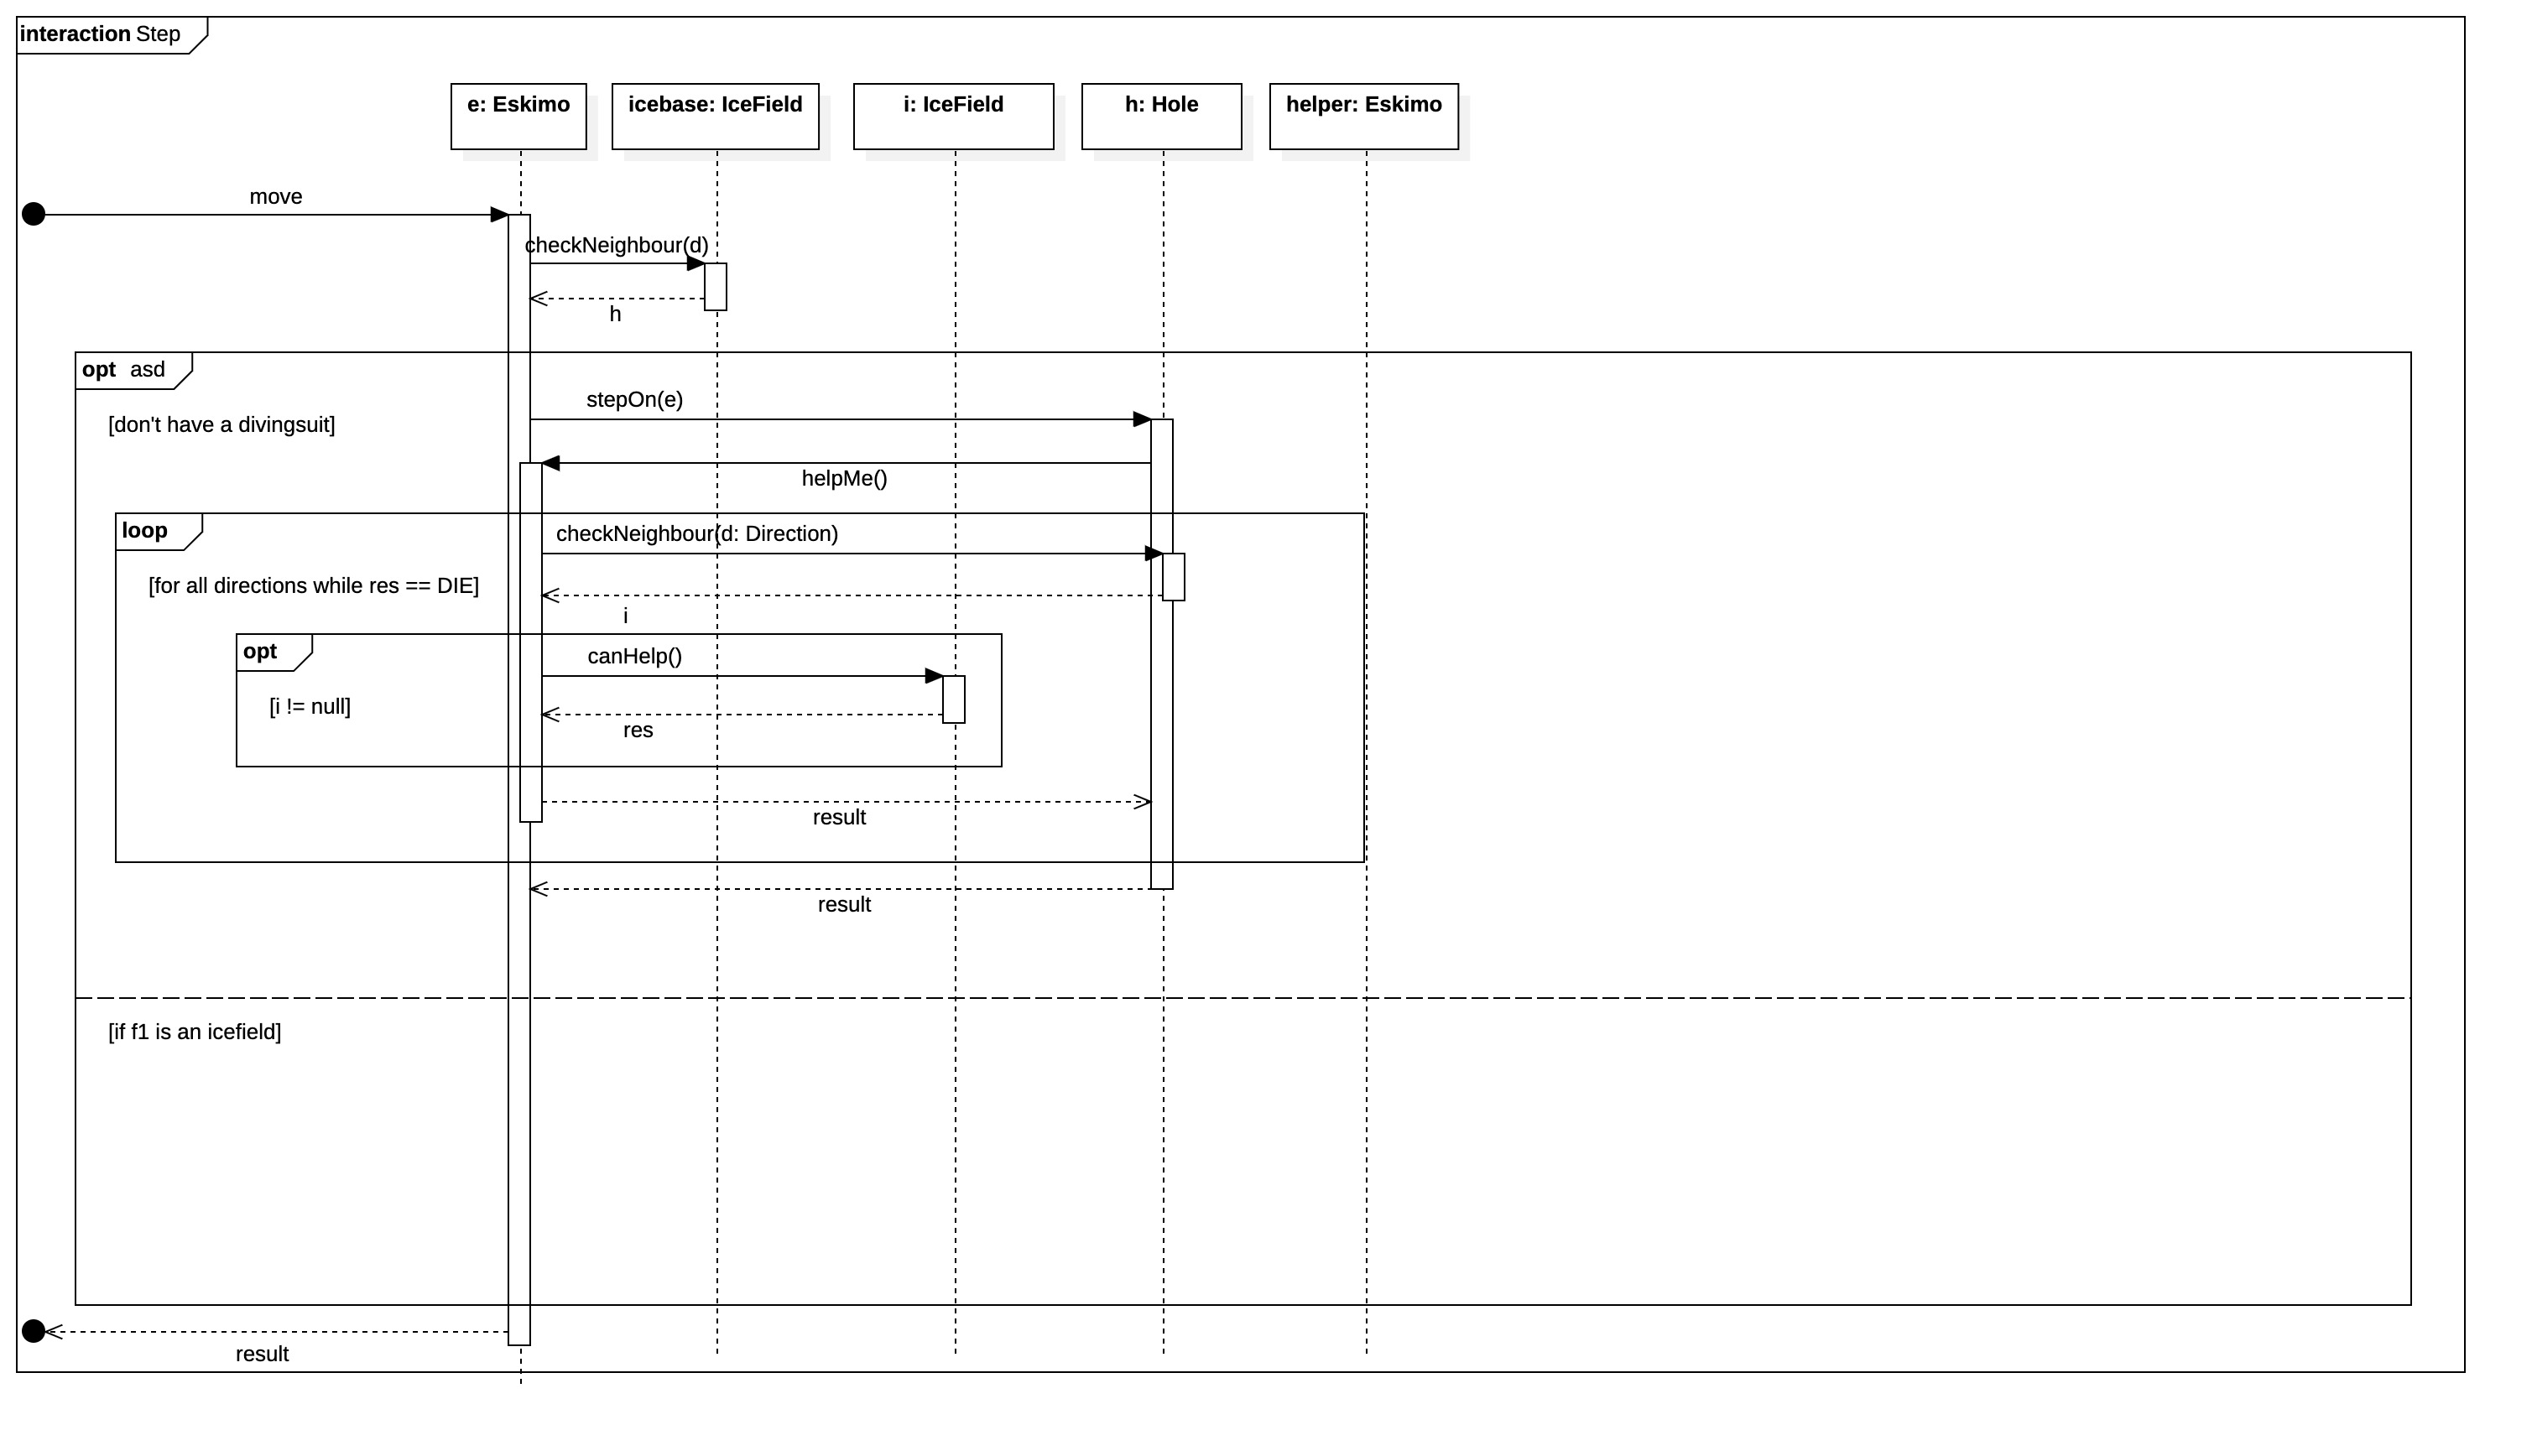 interaction Step
e: Eskimo
icebase: IceField
i: IceField
h: Hole
helper: Eskimo
move
checkNeighbour(d)
h
opt asd
stepOn(e)
[don't have a divingsuit]
helpMe()
loop
checkNeighbour(d: Direction)
[for all directions while res == DIE]
i
opt
canHelp()
[i != null]
res
result
result
[if f1 is an icefield]
result